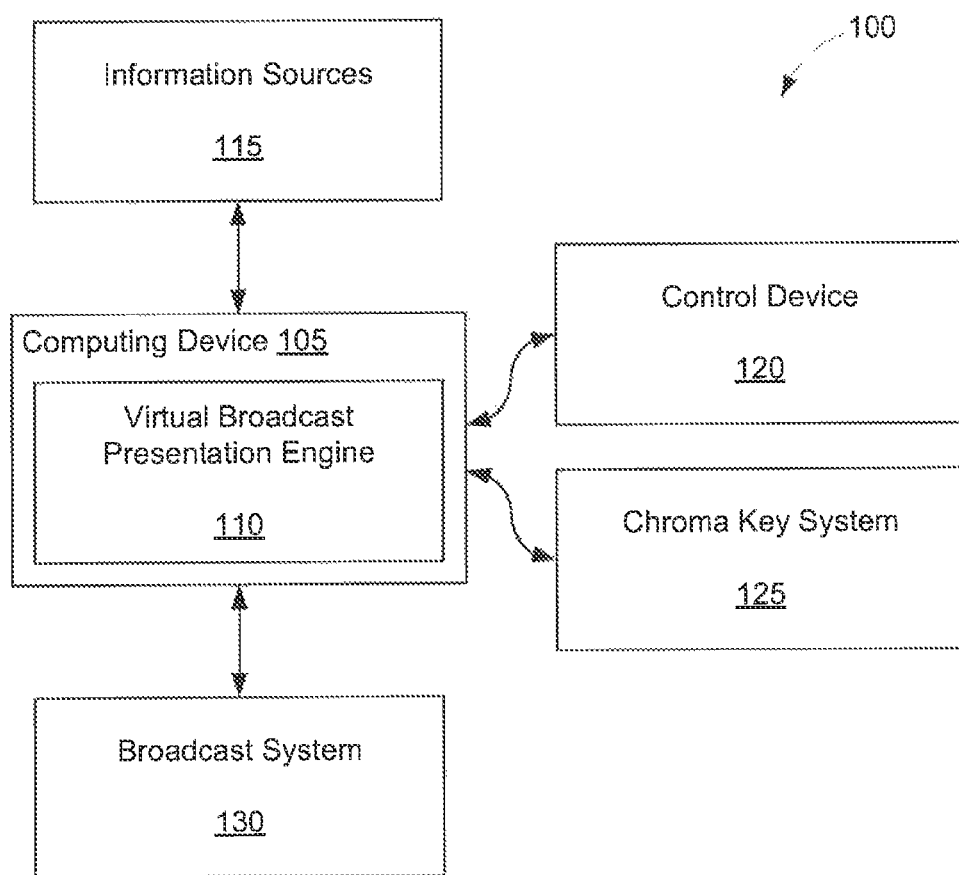 100
Information Sources
115
Control Device
120
Computing Device 105
Virtual Broadcast
Presentation Engine
110
Chroma Key System
125
Broadcast System
130